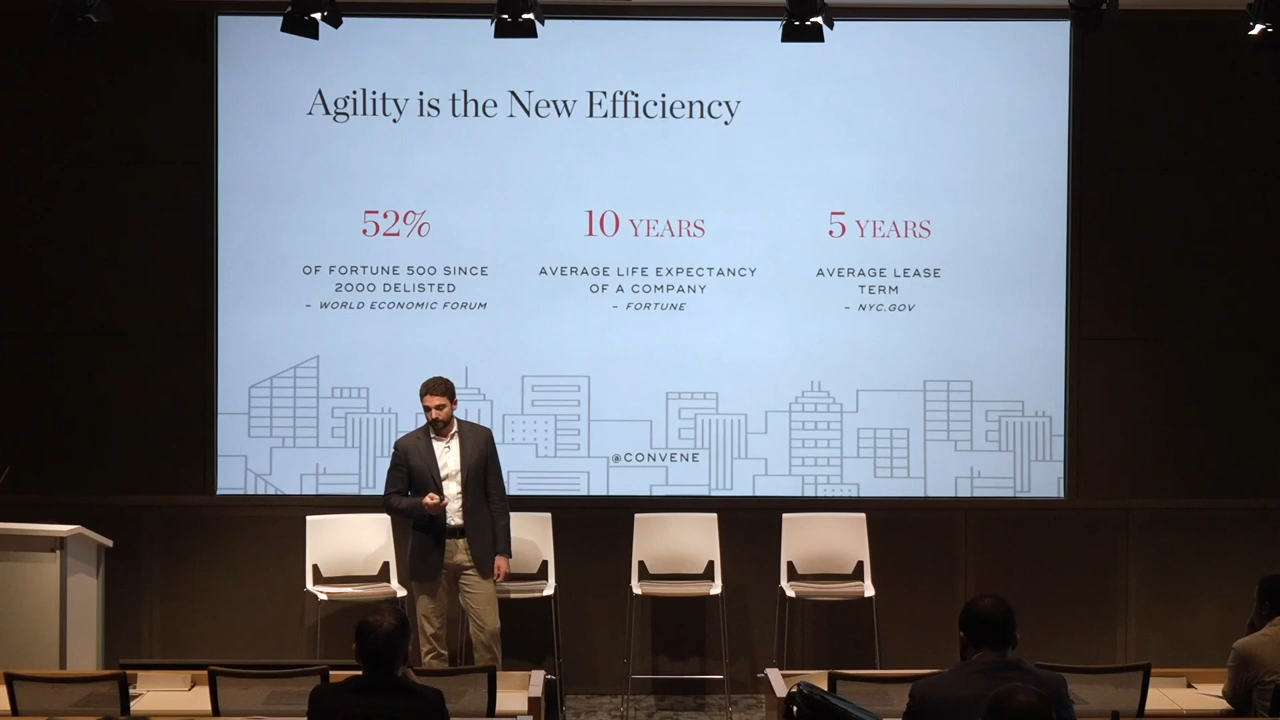 Agility is the New Efficiency
52%
OF FORTUNE 500 SINCE
2000 DELISTED
– WORLD ECONOMIC FORUM
10 YEARS
AVERAGE LIFE EXPECTANCY
OF A COMPANY
– FORTUNE
5 YEARS
AVERAGE LEASE
TERM
– NYC.GOV
@CONVENE